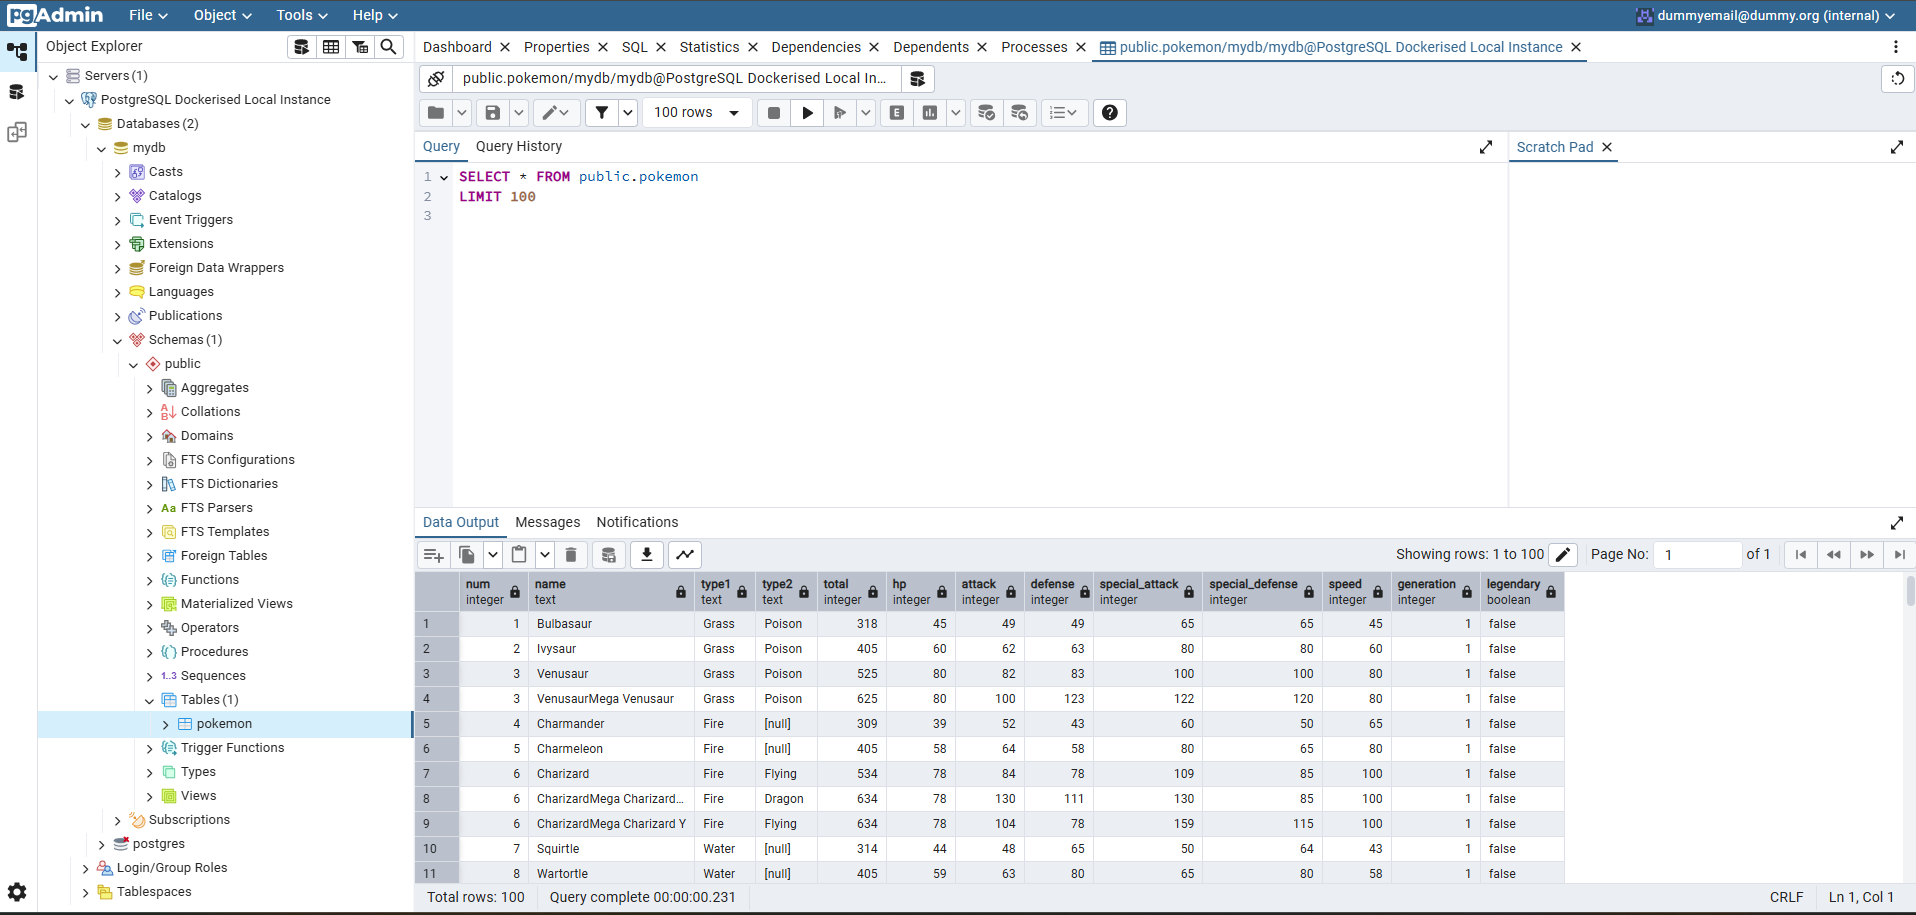 pgAdmin File Object Tools Help dummyemail@dummy.org (internal)
Object Explorer
Dashboard Properties SQL Statistics Dependencies Dependents Processes public.pokemon/mydb/mydb@PostgreSQL Dockerised Local Instance
Servers (1)
PostgreSQL Dockerised Local Instance
Databases (2)
mydb
Casts
Catalogs
Event Triggers
Extensions
Foreign Data Wrappers
Languages
Publications
Schemas (1)
public
Aggregates
Collations
Domains
FTS Configurations
FTS Dictionaries
Aa FTS Parsers
FTS Templates
Foreign Tables
Functions
Materialized Views
Operators
Procedures
1..3 Sequences
Tables (1)
pokemon
Trigger Functions
Types
Views
Subscriptions
postgres
Login/Group Roles
Tablespaces
public.pokemon/mydb/mydb@PostgreSQL Dockerised Local In...
100 rows
Query Query History
Scratch Pad
1 SELECT * FROM public.pokemon
2 LIMIT 100
3
Data Output Messages Notifications
Showing rows: 1 to 100 Page No: 1 of 1
num integer name text type1 text type2 text total integer hp integer attack integer defense integer special_attack integer special_defense integer speed integer generation integer legendary boolean
1 1 Bulbasaur Grass Poison 318 45 49 49 65 65 45 1 false
2 2 Ivysaur Grass Poison 405 60 62 63 80 80 60 1 false
3 3 Venusaur Grass Poison 525 80 82 83 100 100 80 1 false
4 3 VenusaurMega Venusaur Grass Poison 625 80 100 123 122 120 80 1 false
5 4 Charmander Fire [null] 309 39 52 43 60 50 65 1 false
6 5 Charmeleon Fire [null] 405 58 64 58 80 65 80 1 false
7 6 Charizard Fire Flying 534 78 84 78 109 85 100 1 false
8 6 CharizardMega Charizard... Fire Dragon 634 78 130 111 130 85 100 1 false
9 6 CharizardMega Charizard Y Fire Flying 634 78 104 78 159 115 100 1 false
10 7 Squirtle Water [null] 314 44 48 65 50 64 43 1 false
11 8 Wartortle Water [null] 405 59 63 80 65 80 58 1 false
Total rows: 100 Query complete 00:00:00.231 CRLF Ln 1, Col 1